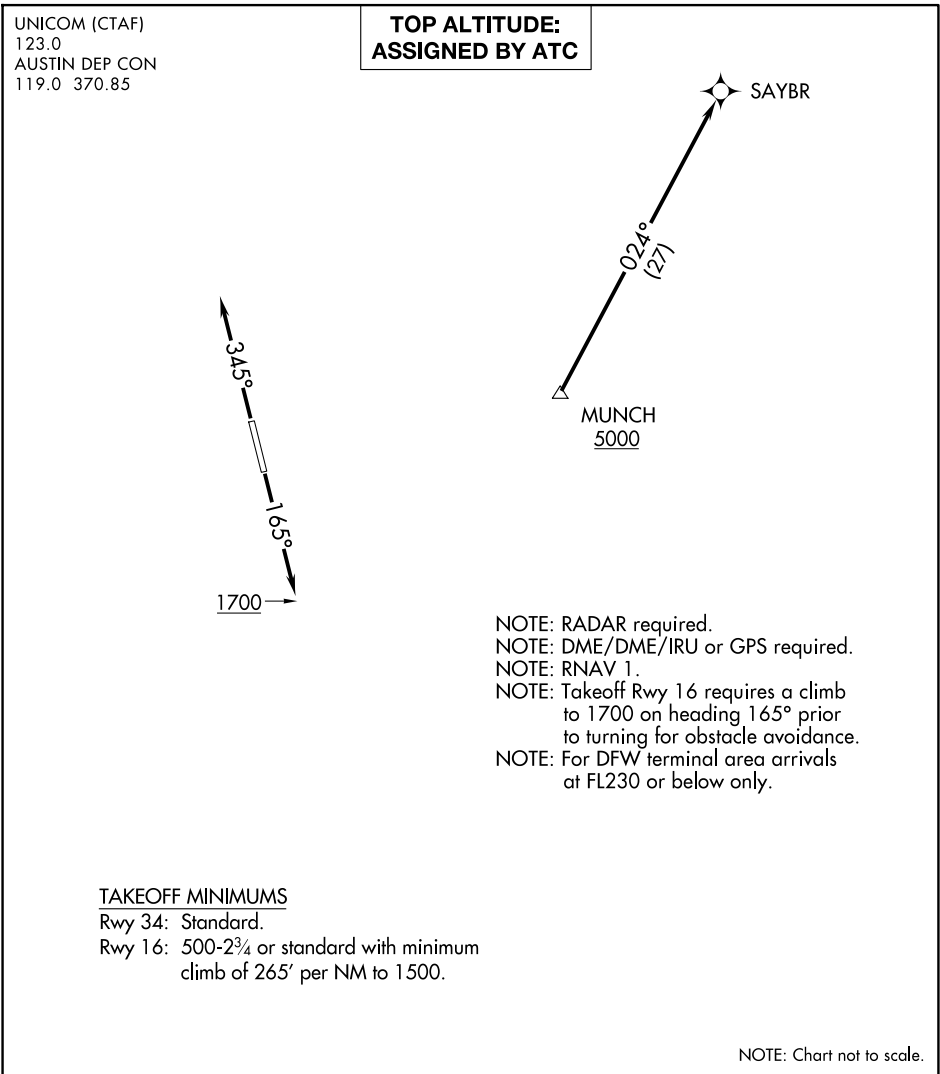 UNICOM (CTAF)
123.0
AUSTIN DEP CON
119.0 370.85
TOP ALTITUDE:
ASSIGNED BY ATC
SAYBR
024°
(27)
345°
MUNCH
5000
165°
1700
NOTE: RADAR required.
NOTE: DME/DME/IRU or GPS required.
NOTE: RNAV 1.
NOTE: Takeoff Rwy 16 requires a climb
to 1700 on heading 165° prior
to turning for obstacle avoidance.
NOTE: For DFW terminal area arrivals
at FL230 or below only.
TAKEOFF MINIMUMS
Rwy 34: Standard.
Rwy 16: 500-2¾ or standard with minimum
climb of 265' per NM to 1500.
NOTE: Chart not to scale.